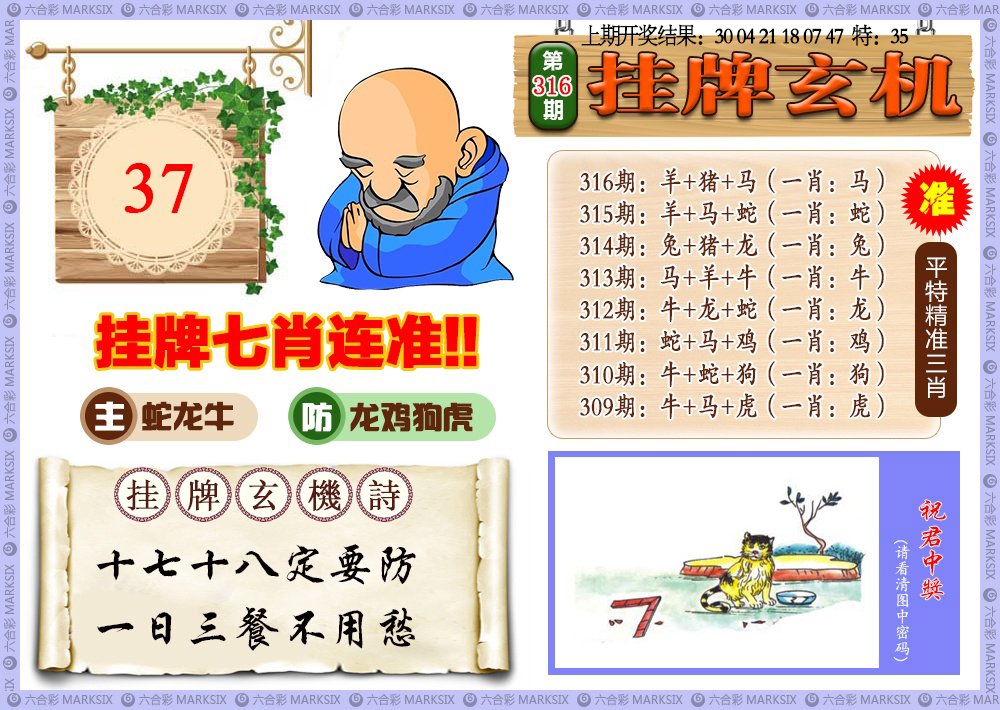 上期开奖结果：30 04 21 18 07 47 特：35
第
316
期
挂牌玄机
37
316期：羊+猪+马（一肖：马）
315期：羊+马+蛇（一肖：蛇）
314期：兔+猪+龙（一肖：兔）
313期：马+羊+牛（一肖：牛）
312期：牛+龙+蛇（一肖：龙）
311期：蛇+马+鸡（一肖：鸡）
310期：牛+蛇+狗（一肖：狗）
309期：牛+马+虎（一肖：虎）
准
平特精准三肖
挂牌七肖连准!!
主 蛇龙牛
防 龙鸡狗虎
挂牌玄機詩
十七十八定要防
一日三餐不用愁
7
祝君中獎
（请看清图中密码）
六合彩 MARKSIX